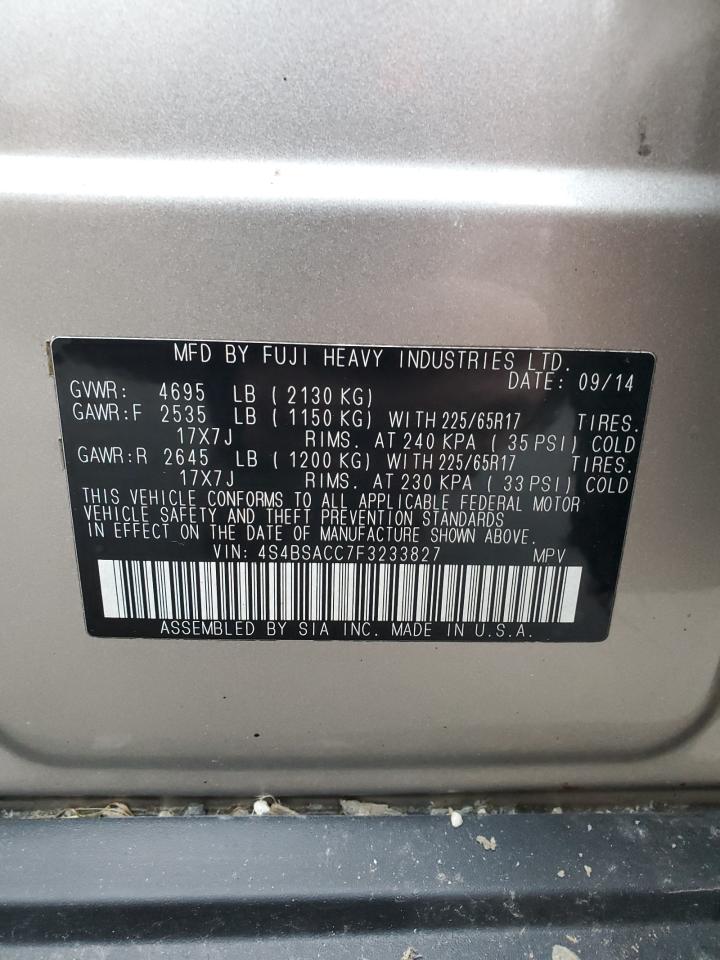 MFD BY FUJI HEAVY INDUSTRIES LTD.
DATE: 09/14
GVWR: 4695 LB ( 2130 KG)
GAWR:F 2535 LB ( 1150 KG) WITH 225/65R17 TIRES.
17X7J RIMS. AT 240 KPA ( 35 PSI) COLD
GAWR:R 2645 LB ( 1200 KG) WITH 225/65R17 TIRES.
17X7J RIMS. AT 230 KPA ( 33 PSI) COLD
THIS VEHICLE CONFORMS TO ALL APPLICABLE FEDERAL MOTOR
VEHICLE SAFETY AND THEFT PREVENTION STANDARDS
IN EFFECT ON THE DATE OF MANUFACTURE SHOWN ABOVE.
VIN: 4S4BSACC7F3233827 MPV
ASSEMBLED BY SIA INC. MADE IN U.S.A.